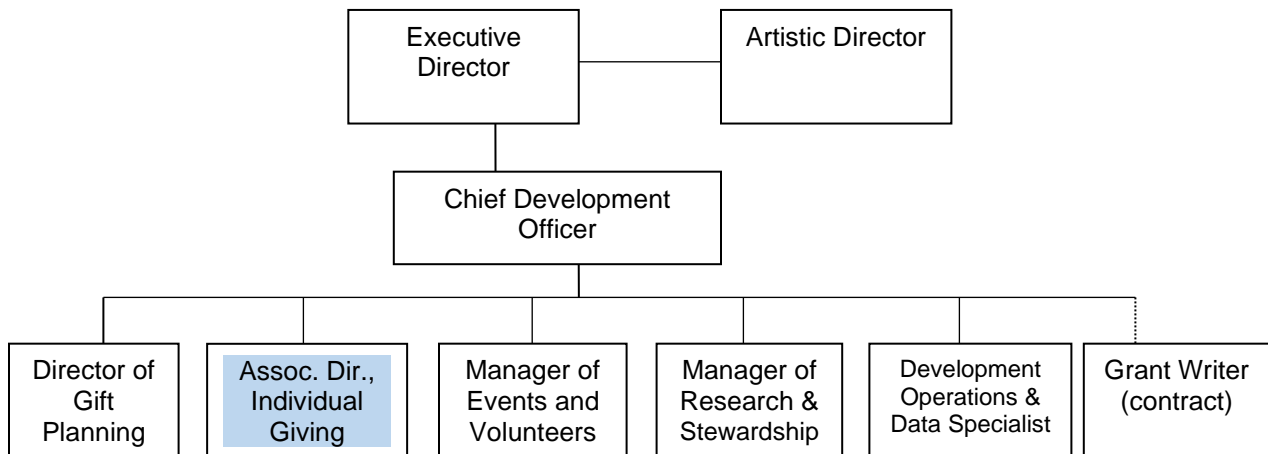 Executive
Director
Artistic Director
Chief Development
Officer
Director of
Gift
Planning
Assoc. Dir.,
Individual
Giving
Manager of
Events and
Volunteers
Manager of
Research &
Stewardship
Development
Operations &
Data Specialist
Grant Writer
(contract)